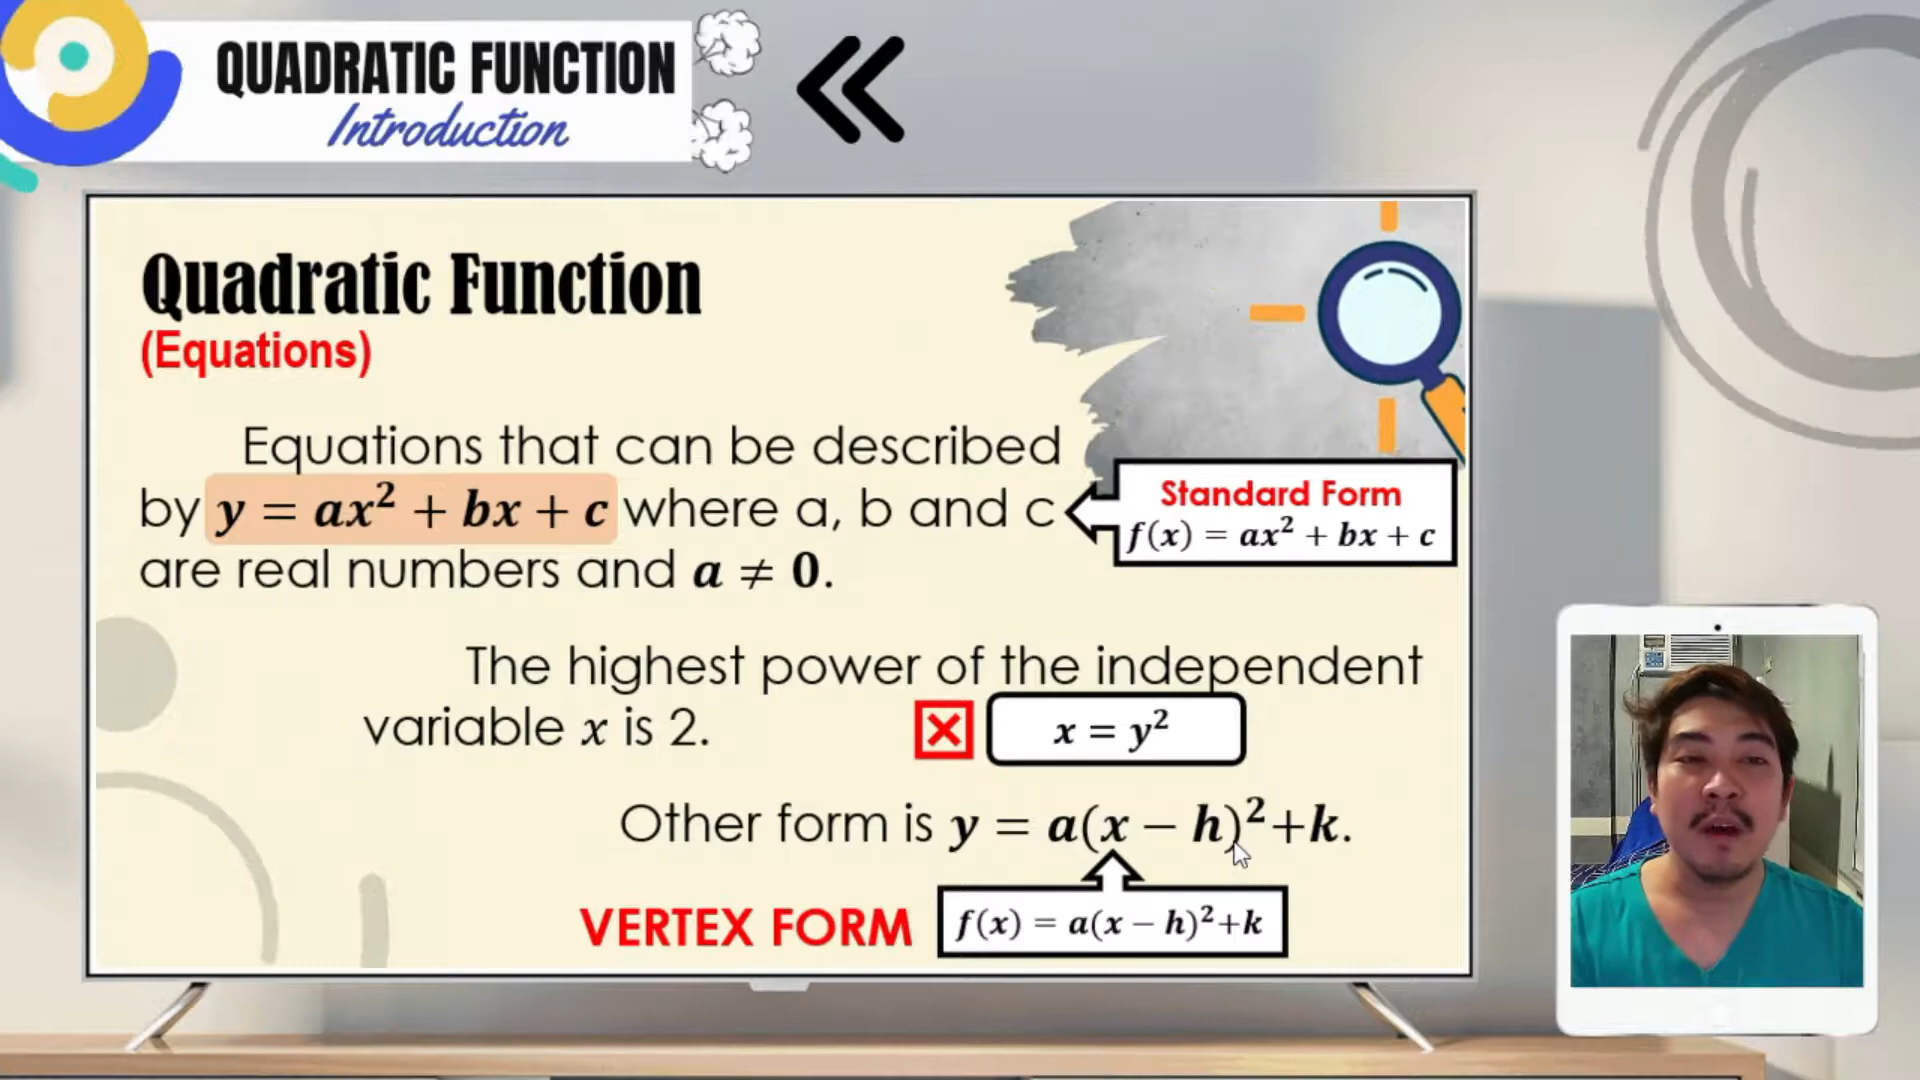 QUADRATIC FUNCTION
Introduction
Quadratic Function
(Equations)
Equations that can be described
by y = ax² + bx + c where a, b and c
are real numbers and a ≠ 0.
Standard Form
f(x) = ax² + bx + c
The highest power of the independent
variable x is 2.
x = y²
Other form is y = a(x − h)²+k.
VERTEX FORM
f(x) = a(x − h)²+k